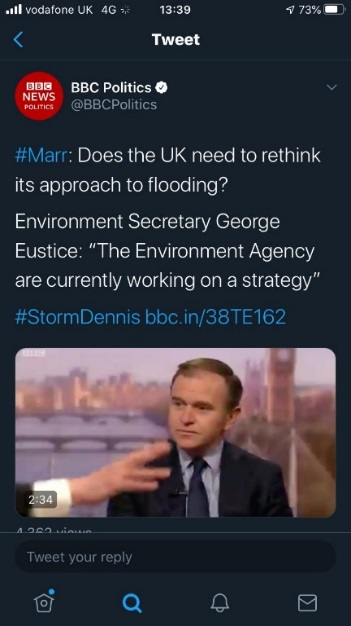 vodafone UK 4G 13:39 73%
Tweet
BBC
NEWS
POLITICS
BBC Politics
@BBCPolitics
#Marr: Does the UK need to rethink
its approach to flooding?
Environment Secretary George
Eustice: “The Environment Agency
are currently working on a strategy”
#StormDennis bbc.in/38TE162
2:34
4,362 views
Tweet your reply